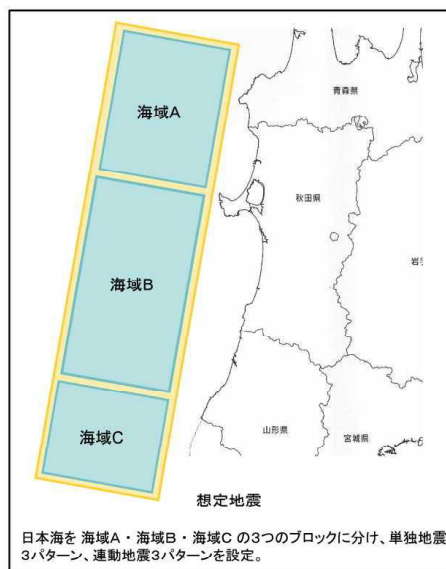 青森県
海域A
秋田県
岩手
海域B
海域C
山形県
宮城県
想定地震
日本海を 海域A・海域B・海域C の3つのブロックに分け、単独地震
3パターン、連動地震3パターンを設定。